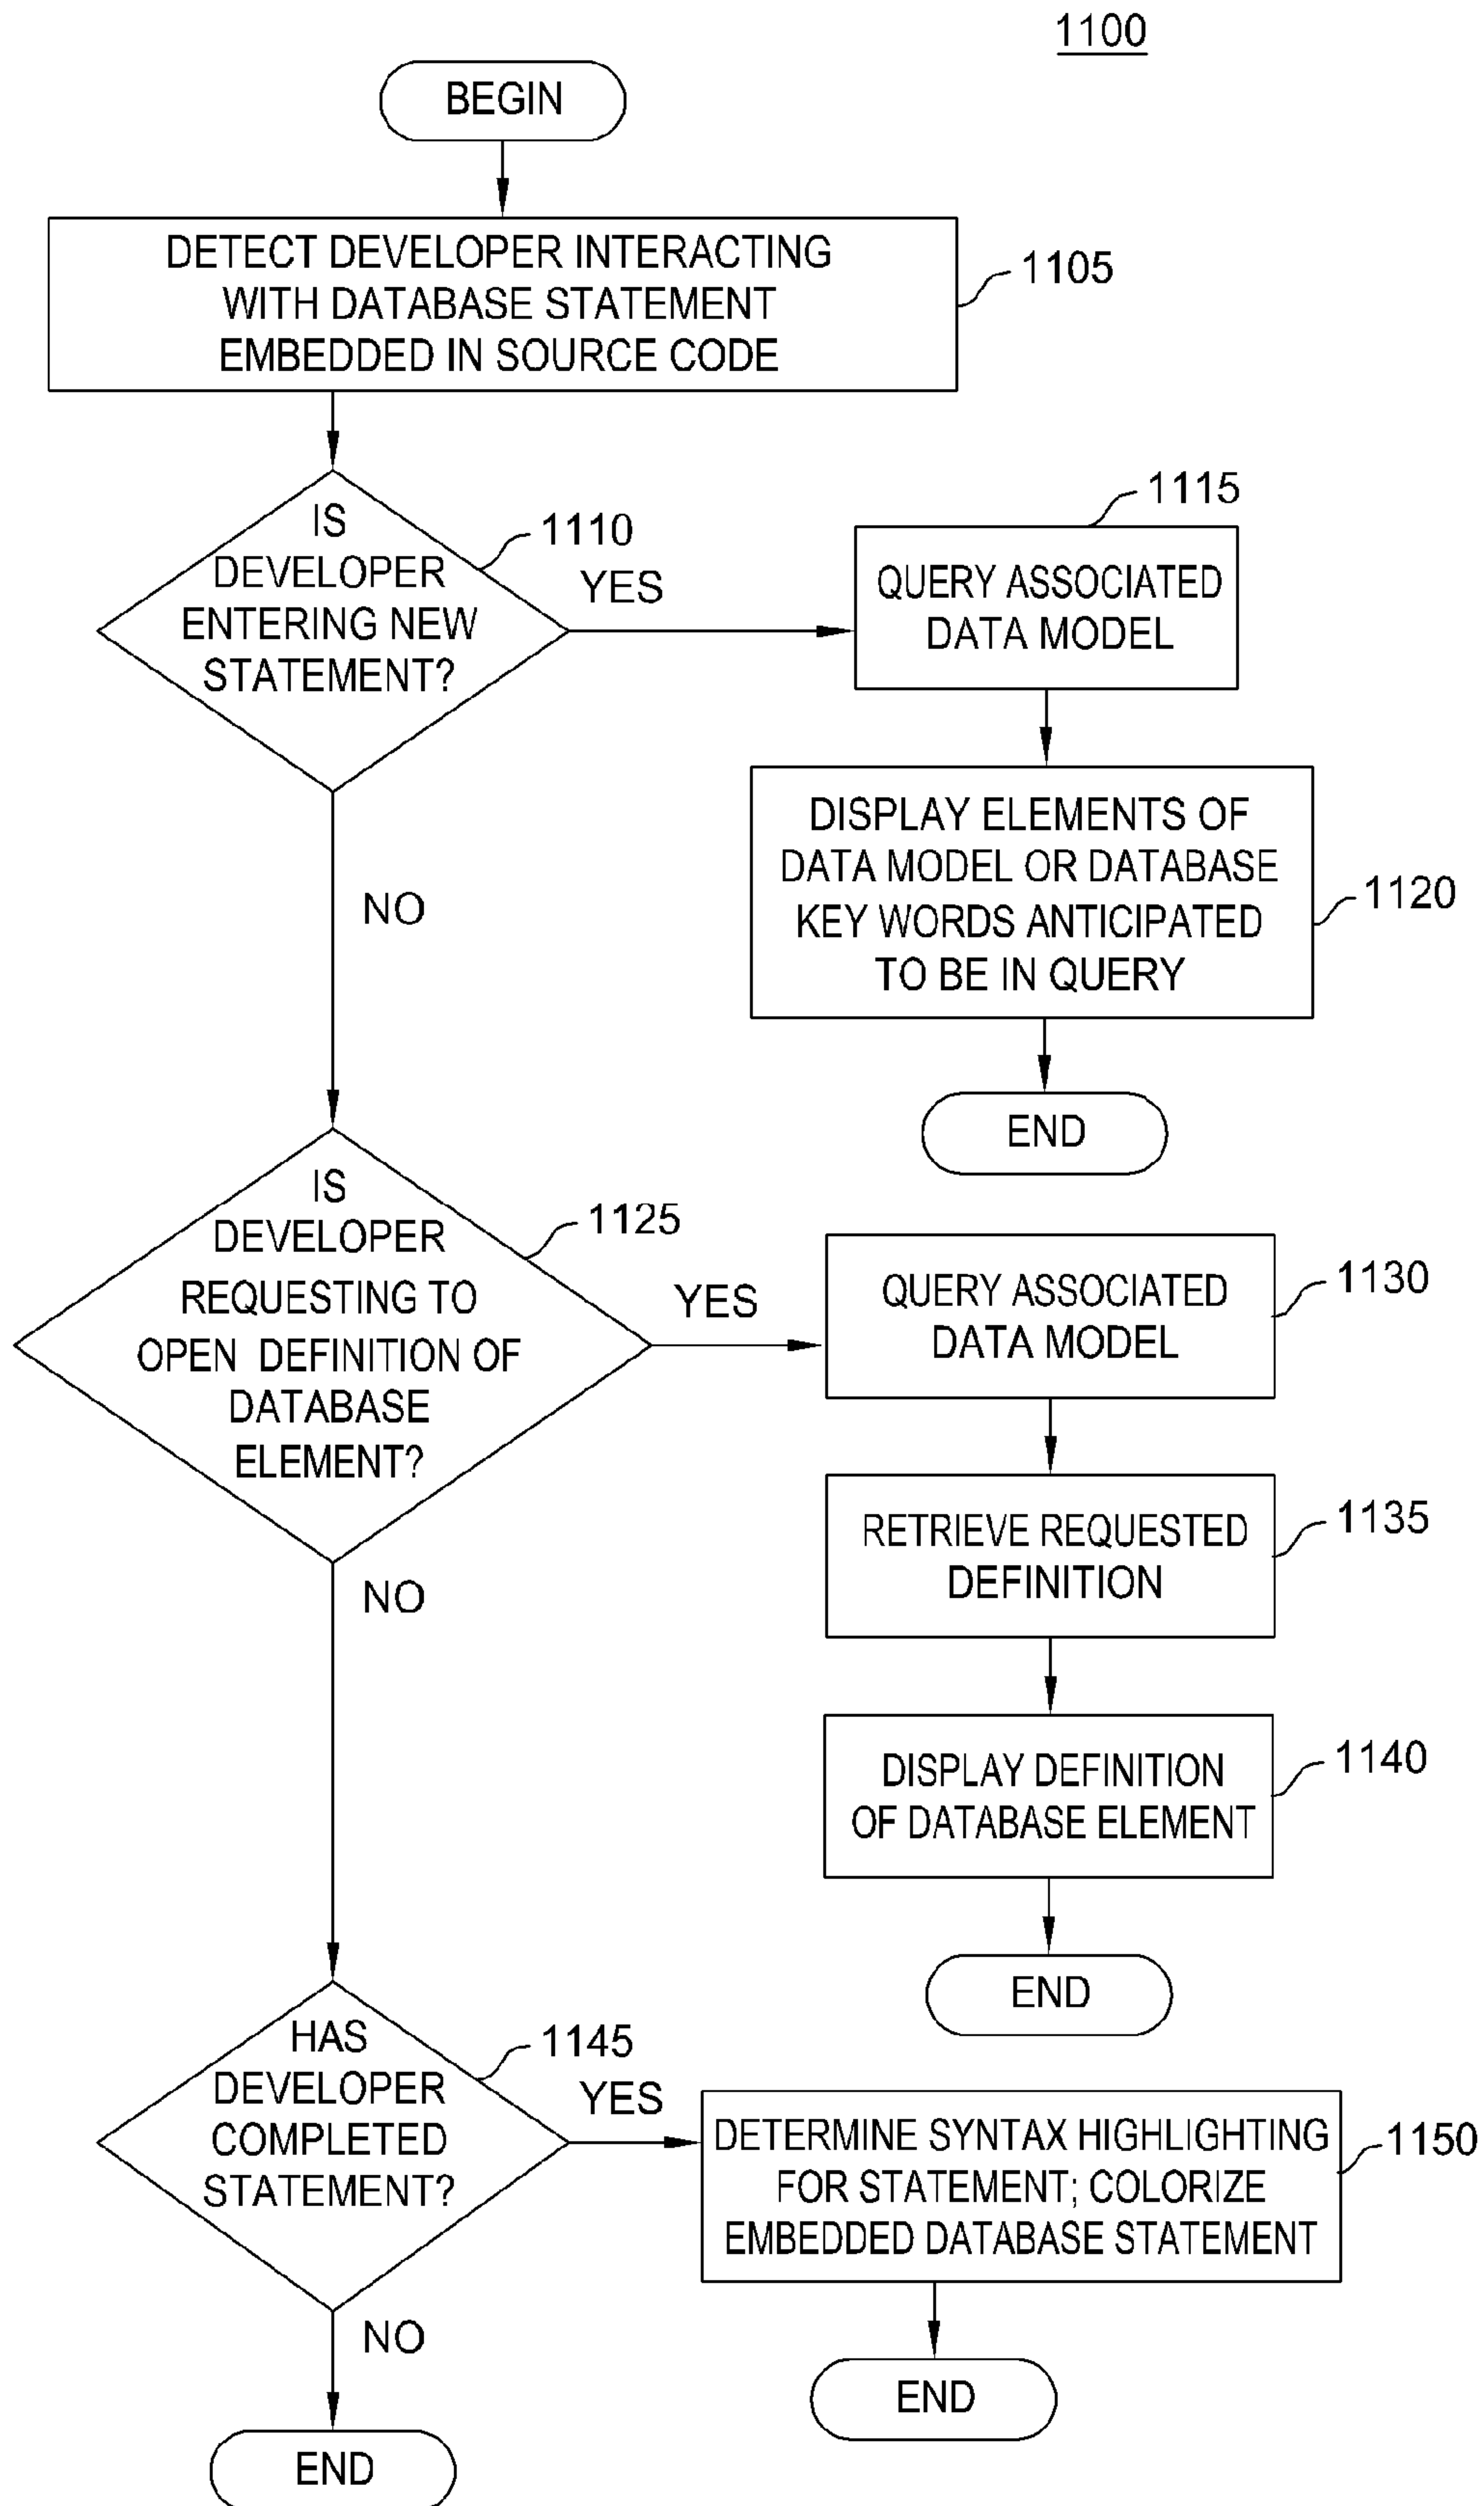 1100
BEGIN
DETECT DEVELOPER INTERACTING
WITH DATABASE STATEMENT
EMBEDDED IN SOURCE CODE
1105
IS
DEVELOPER
ENTERING NEW
STATEMENT?
1110
YES
1115
QUERY ASSOCIATED
DATA MODEL
DISPLAY ELEMENTS OF
DATA MODEL OR DATABASE
KEY WORDS ANTICIPATED
TO BE IN QUERY
1120
NO
END
IS
DEVELOPER
REQUESTING TO
OPEN DEFINITION OF
DATABASE
ELEMENT?
1125
YES
QUERY ASSOCIATED
DATA MODEL
1130
RETRIEVE REQUESTED
DEFINITION
1135
NO
DISPLAY DEFINITION
OF DATABASE ELEMENT
1140
END
HAS
DEVELOPER
COMPLETED
STATEMENT?
1145
YES
DETERMINE SYNTAX HIGHLIGHTING
FOR STATEMENT; COLORIZE
EMBEDDED DATABASE STATEMENT
1150
NO
END
END